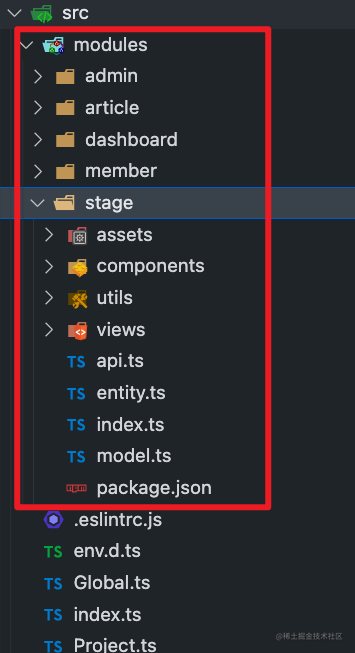 src
modules
admin
article
dashboard
member
stage
assets
components
utils
views
TS api.ts
TS entity.ts
TS index.ts
TS model.ts
package.json
.eslintrc.js
TS env.d.ts
TS Global.ts
TS index.ts
TS Project.ts
@稀土掘金技术社区